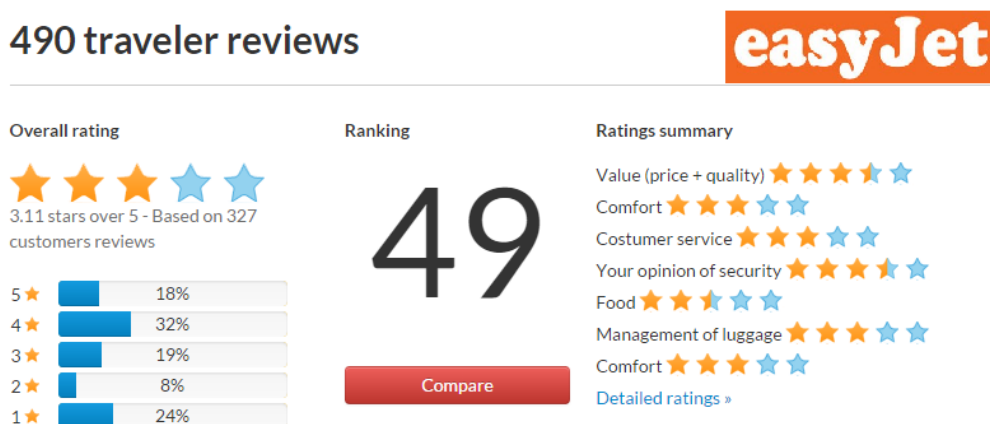 490 traveler reviews
easyJet
Overall rating
3.11 stars over 5 - Based on 327
customers reviews
5
18%
4
32%
3
19%
2
8%
1
24%
Ranking
49
Compare
Ratings summary
Value (price + quality)
Comfort
Costumer service
Your opinion of security
Food
Management of luggage
Comfort
Detailed ratings »